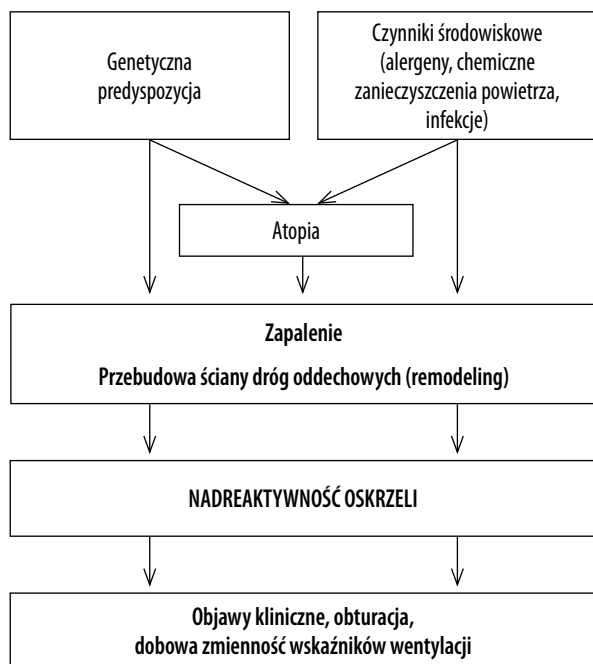 Genetyczna
predyspozycja
Czynniki środowiskowe
(alergeny, chemiczne
zanieczyszczenia powietrza,
infekcje)
Atopia
Zapalenie
Przebudowa ściany dróg oddechowych (remodeling)
NADREAKTYWNOŚĆ OSKRZELI
Objawy kliniczne, obturacja,
dobowa zmienność wskaźników wentylacji